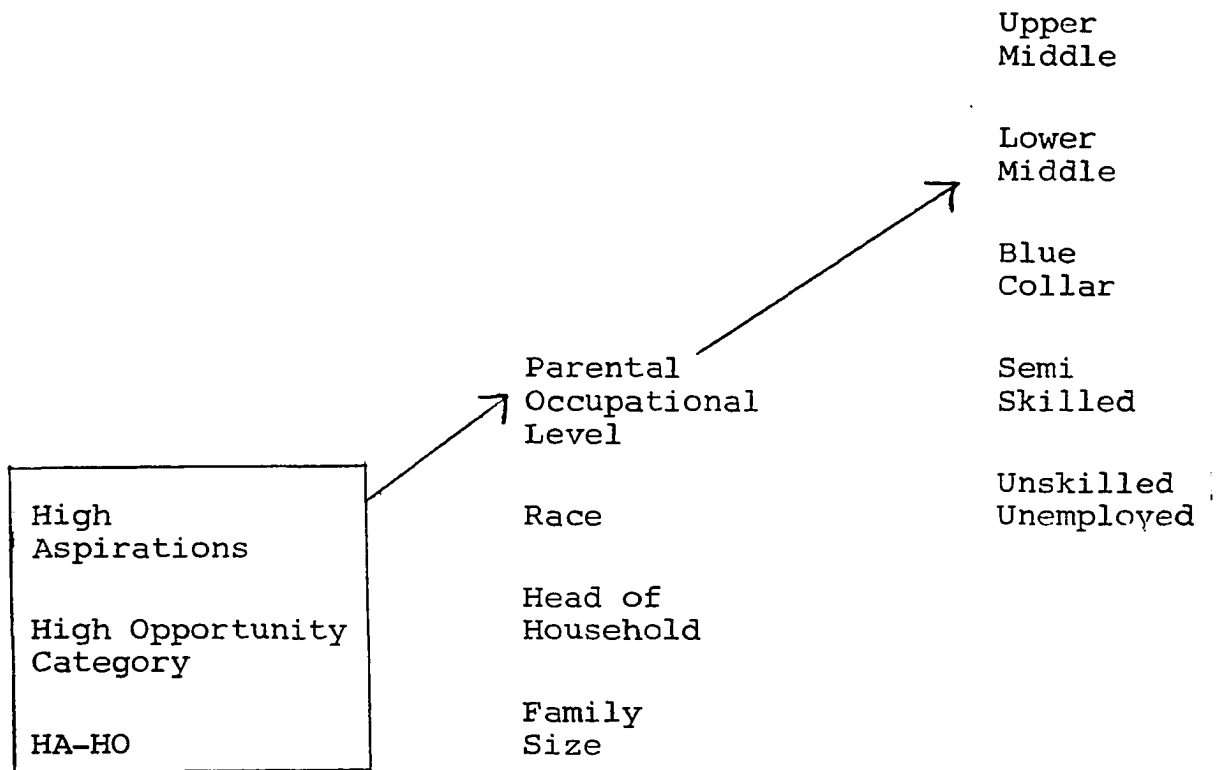 High
Aspirations
High Opportunity
Category
HA-HO
Parental
Occupational
Level
Race
Head of
Household
Family
Size
Upper
Middle
Lower
Middle
Blue
Collar
Semi
Skilled
Unskilled
Unemployed